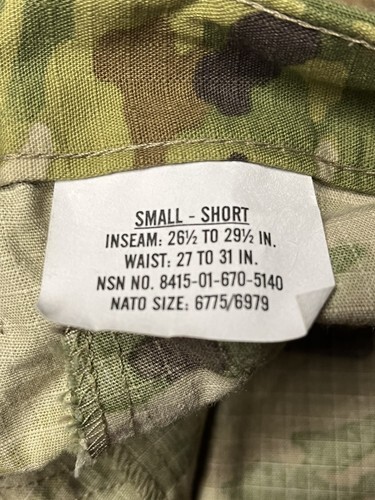 SMALL - SHORT
INSEAM: 26½ TO 29½ IN.
WAIST: 27 TO 31 IN.
NSN NO. 8415-01-670-5140
NATO SIZE: 6775/6979